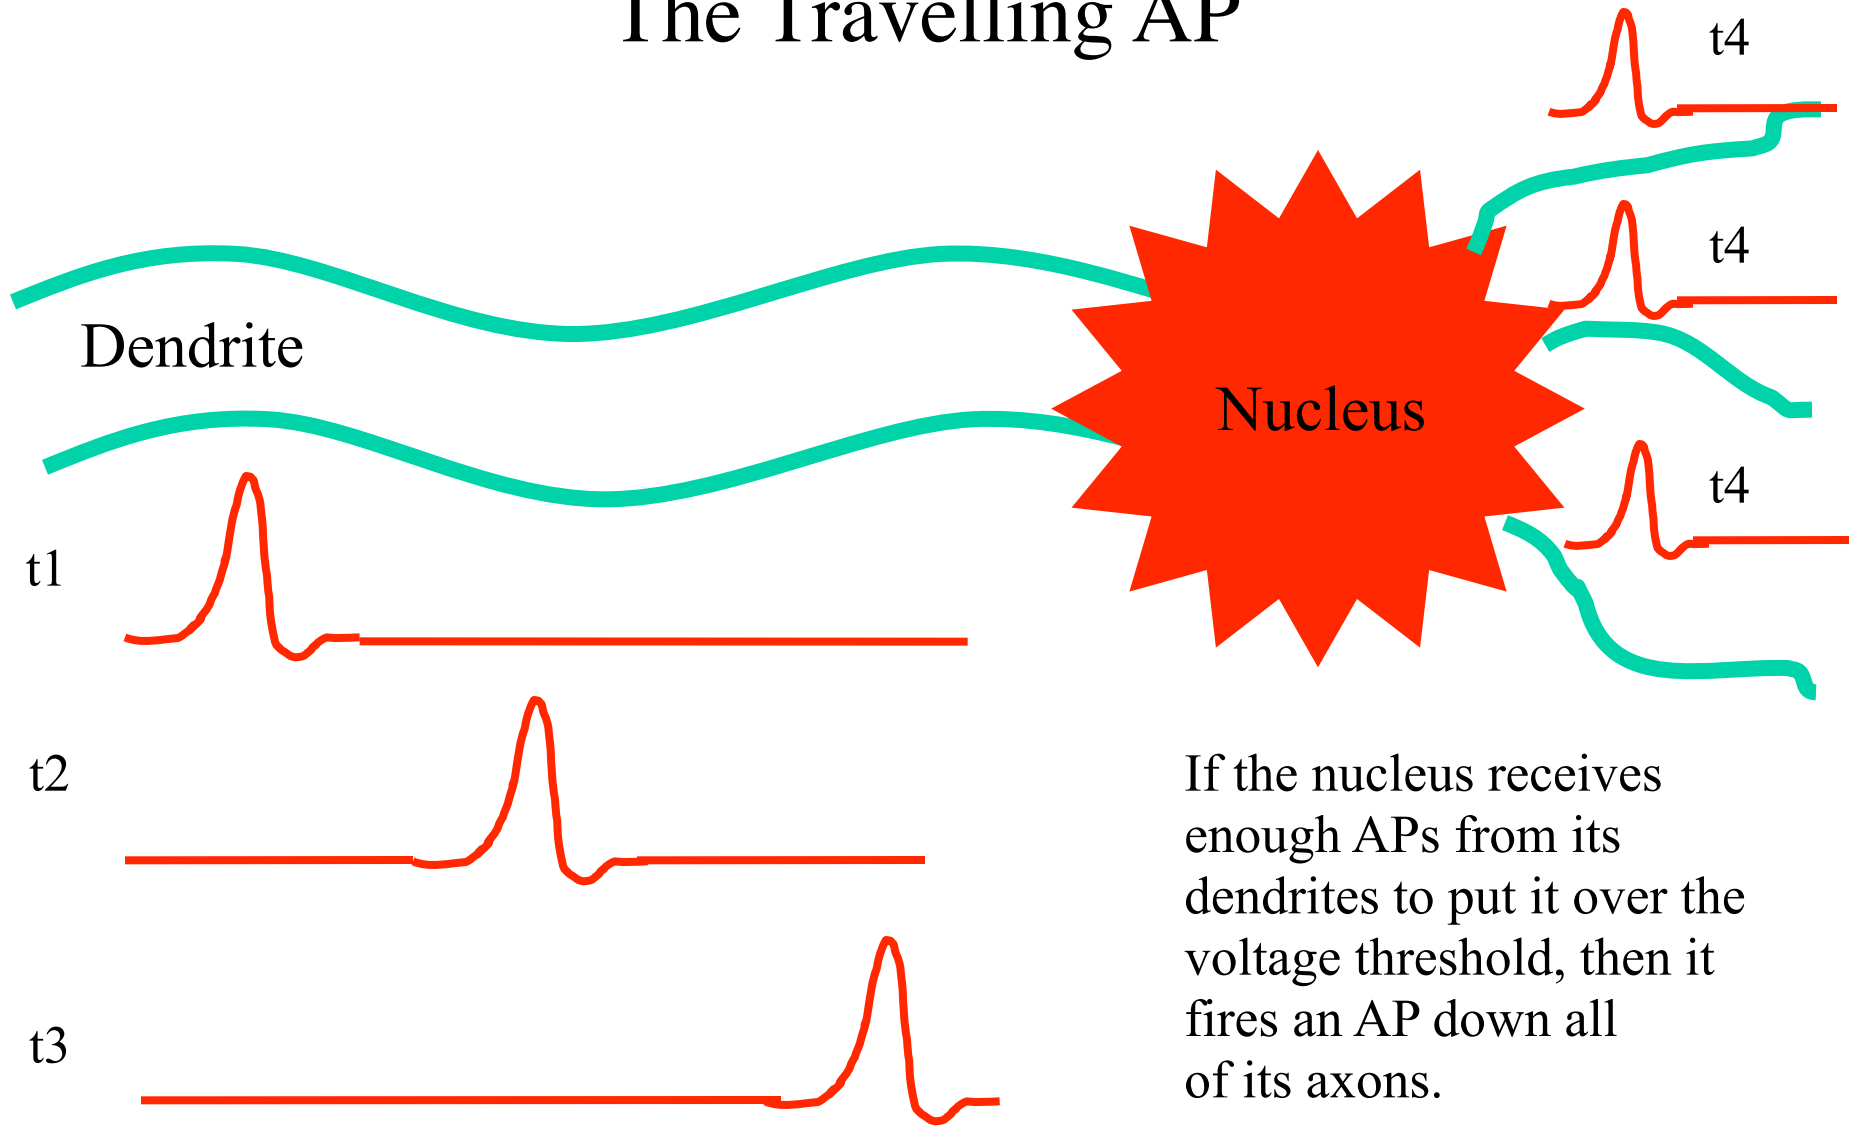 The Travelling AP
t4
t4
Dendrite
Nucleus
t4
t1
t2
t3
If the nucleus receives
enough APs from its
dendrites to put it over the
voltage threshold, then it
fires an AP down all
of its axons.